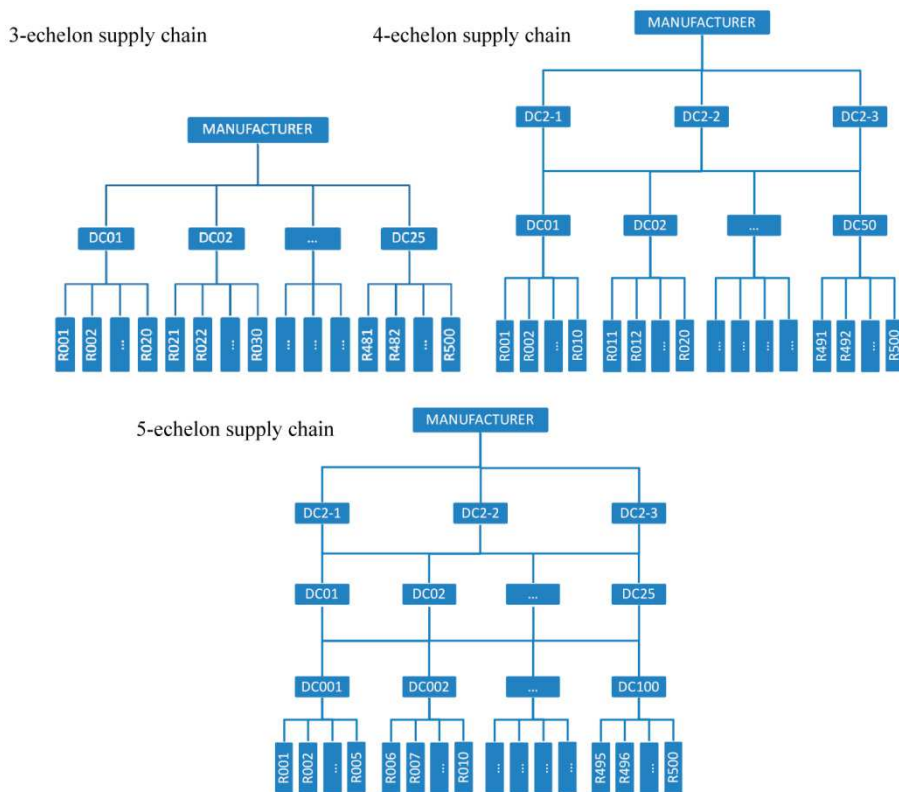 3-echelon supply chain
MANUFACTURER
DC01 DC02 ... DC25
R001 R002 ... R020 R021 R022 ... R030 ... ... ... R481 R482 ... R500
4-echelon supply chain
MANUFACTURER
DC2-1 DC2-2 DC2-3
DC01 DC02 ... DC50
R001 R002 ... R010 R011 R012 ... R020 ... ... ... ... R491 R492 ... R500
5-echelon supply chain
MANUFACTURER
DC2-1 DC2-2 DC2-3
DC01 DC02 ... DC25
DC001 DC002 ... DC100
R001 R002 ... R005 R006 R007 ... R010 ... ... ... ... R495 R496 ... R500